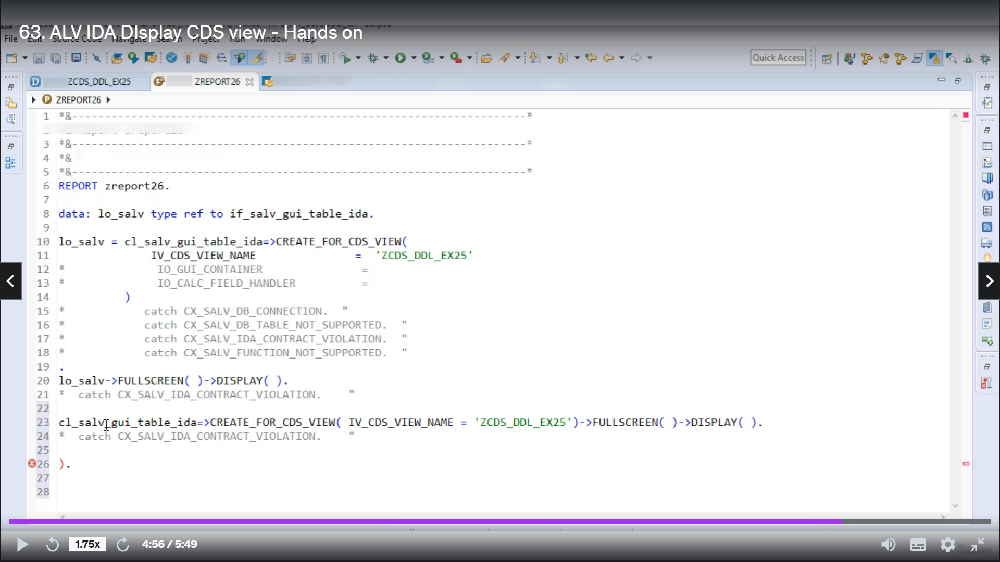 63. ALV IDA DIsplay CDS view - Hands on
File Edit Source Code Navigate Search Project Run Window Help
Quick Access
ZCDS_DDL_EX25
ZREPORT26
ZREPORT26
1 *&---------------------------------------------------------------------*
3 *&---------------------------------------------------------------------*
4 *&
5 *&---------------------------------------------------------------------*
6 REPORT zreport26.
7
8 data: lo_salv type ref to if_salv_gui_table_ida.
9
10 lo_salv = cl_salv_gui_table_ida=>CREATE_FOR_CDS_VIEW(
11 IV_CDS_VIEW_NAME = 'ZCDS_DDL_EX25'
12 * IO_GUI_CONTAINER =
13 * IO_CALC_FIELD_HANDLER =
14 )
15 * catch CX_SALV_DB_CONNECTION. "
16 * catch CX_SALV_DB_TABLE_NOT_SUPPORTED. "
17 * catch CX_SALV_IDA_CONTRACT_VIOLATION. "
18 * catch CX_SALV_FUNCTION_NOT_SUPPORTED. "
19 .
20 lo_salv->FULLSCREEN( )->DISPLAY( ).
21 * catch CX_SALV_IDA_CONTRACT_VIOLATION. "
22
23 cl_salv_gui_table_ida=>CREATE_FOR_CDS_VIEW( IV_CDS_VIEW_NAME = 'ZCDS_DDL_EX25')->FULLSCREEN( )->DISPLAY( ).
24 * catch CX_SALV_IDA_CONTRACT_VIOLATION. "
25
26 ).
27
28
1.75x
4:56 / 5:49
ûdemy